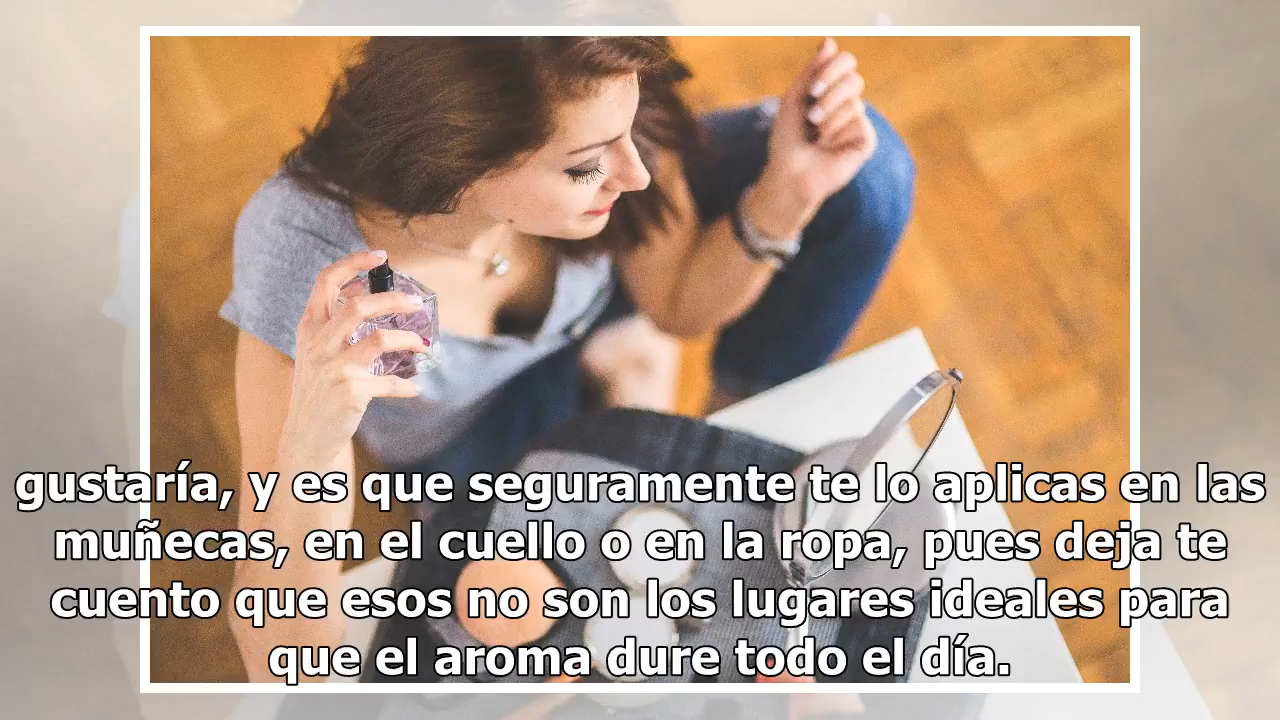 gustaría, y es que seguramente te lo aplicas en las
muñecas, en el cuello o en la ropa, pues deja te
cuento que esos no son los lugares ideales para
que el aroma dure todo el día.